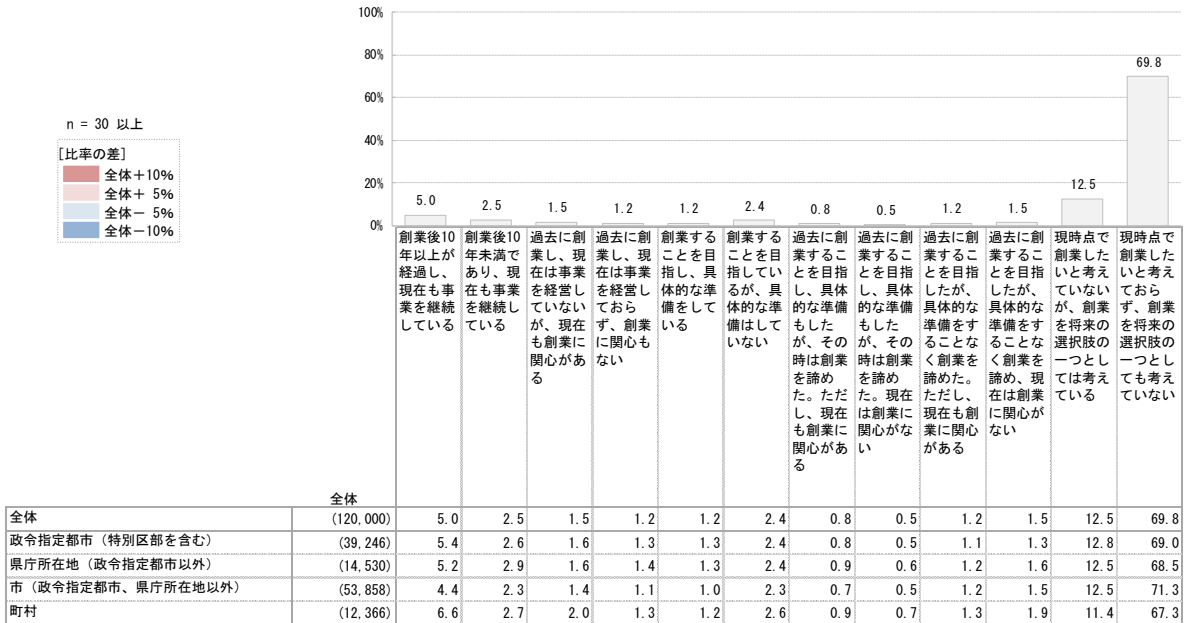 100%
80%
60%
40%
20%
0%
n = 30 以上
[比率の差]
全体＋10%
全体＋ 5%
全体－ 5%
全体－10%
5.0 2.5 1.5 1.2 1.2 2.4 0.8 0.5 1.2 1.5 12.5 69.8
創業後10
年以上が
経過し、
現在も事
業を継続
している
創業後10
年未満で
あり、現
在も事業
を継続し
ている
過去に創
業し、現
在は事業
を経営し
ていない
が、現在
も創業に
関心があ
る
過去に創
業し、現
在は事業
を経営し
ておら
ず、創業
に関心も
ない
創業する
ことを目
指し、具
体的な準
備をして
いる
創業する
ことを目
指してい
るが、具
体的な準
備はして
いない
過去に創
業するこ
とを目指
し、具体
的な準備
もした
が、その
時は創業
を諦め
た。ただ
し、現在
も創業に
関心があ
る
過去に創
業するこ
とを目指
し、具体
的な準備
もした
が、その
時は創業
を諦め
た。現在
は創業に
関心がな
い
過去に創
業するこ
とを目指
したが、
具体的な
準備をす
ることな
く創業を
諦めた。
ただし、
現在も創
業に関心
がある
過去に創
業するこ
とを目指
したが、
具体的な
準備をす
ることな
く創業を
諦め、現
在は創業
に関心が
ない
現時点で
創業した
いと考え
ていない
が、創業
を将来の
選択肢の
一つとし
ては考え
ている
現時点で
創業した
いと考え
ておら
ず、創業
を将来の
選択肢の
一つとし
ても考え
ていない
全体
全体 (120,000) 5.0 2.5 1.5 1.2 1.2 2.4 0.8 0.5 1.2 1.5 12.5 69.8
政令指定都市（特別区部を含む） (39,246) 5.4 2.6 1.6 1.3 1.3 2.4 0.8 0.5 1.1 1.3 12.8 69.0
県庁所在地（政令指定都市以外） (14,530) 5.2 2.9 1.6 1.4 1.3 2.4 0.9 0.6 1.2 1.6 12.5 68.5
市（政令指定都市、県庁所在地以外） (53,858) 4.4 2.3 1.4 1.1 1.0 2.3 0.7 0.5 1.2 1.5 12.5 71.3
町村 (12,366) 6.6 2.7 2.0 1.3 1.2 2.6 0.9 0.7 1.3 1.9 11.4 67.3